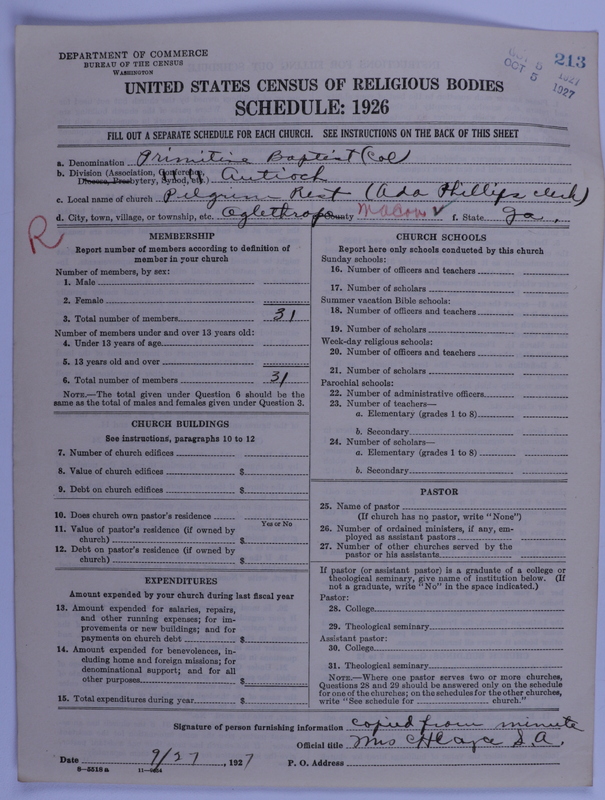 DEPARTMENT OF COMMERCE
BUREAU OF THE CENSUS
WASHINGTON
213
OCT 5 1927
OCT 5 1927
UNITED STATES CENSUS OF RELIGIOUS BODIES
SCHEDULE: 1926
FILL OUT A SEPARATE SCHEDULE FOR EACH CHURCH. SEE INSTRUCTIONS ON THE BACK OF THIS SHEET
a. Denomination Primitive Baptist (Col)
b. Division (Association, Conference, Diocese, Presbytery, Synod, etc.) Antioch
c. Local name of church Pilgrim Rest (Ada Phillips clerk)
d. City, town, village, or township, etc. Oglethrope County Macon ✓ f. State Ga,
R
MEMBERSHIP
Report number of members according to definition of
member in your church
Number of members, by sex:
1. Male
2. Female
3. Total number of members 31
Number of members under and over 13 years old:
4. Under 13 years of age
5. 13 years old and over
6. Total number of members 31
NOTE.—The total given under Question 6 should be
same as the total of males and females given under Question 3.
CHURCH BUILDINGS
See instructions, paragraphs 10 to 12
7. Number of church edifices
8. Value of church edifices $
9. Debt on church edifices $
10. Does church own pastor's residence
Yes or No
11. Value of pastor's residence (if owned by
church) $
12. Debt on pastor's residence (if owned by
church) $
EXPENDITURES
Amount expended by your church during last fiscal year
13. Amount expended for salaries, repairs,
and other running expenses; for im-
provements or new buildings; and for
payments on church debt $
14. Amount expended for benevolences, in-
cluding home and foreign missions; for
denominational support; and for all
other purposes $
15. Total expenditures during year $
CHURCH SCHOOLS
Report here only schools conducted by this church
Sunday schools:
16. Number of officers and teachers
17. Number of scholars
Summer vacation Bible schools:
18. Number of officers and teachers
19. Number of scholars
Week-day religious schools:
20. Number of officers and teachers
21. Number of scholars
Parochial schools:
22. Number of administrative officers
23. Number of teachers—
a. Elementary (grades 1 to 8)
b. Secondary
24. Number of scholars—
a. Elementary (grades 1 to 8)
b. Secondary
PASTOR
25. Name of pastor
(If church has no pastor, write "None")
26. Number of ordained ministers, if any, em-
ployed as assistant pastors
27. Number of other churches served by the
pastor or his assistants
If pastor (or assistant pastor) is a graduate of a college or
theological seminary, give name of institution below. (If
not a graduate, write "No" in the space indicated.)
Pastor:
28. College
29. Theological seminary
Assistant pastor:
30. College
31. Theological seminary
NOTE.—Where one pastor serves two or more churches,
Questions 28 and 29 should be answered only on the schedule
for one of the churches; on the schedules for the other churches,
write "See schedule for church."
Signature of person furnishing information copied from minute
Official title Mrs S.A.
Date 9/27, 1927 P. O. Address
8—5518a